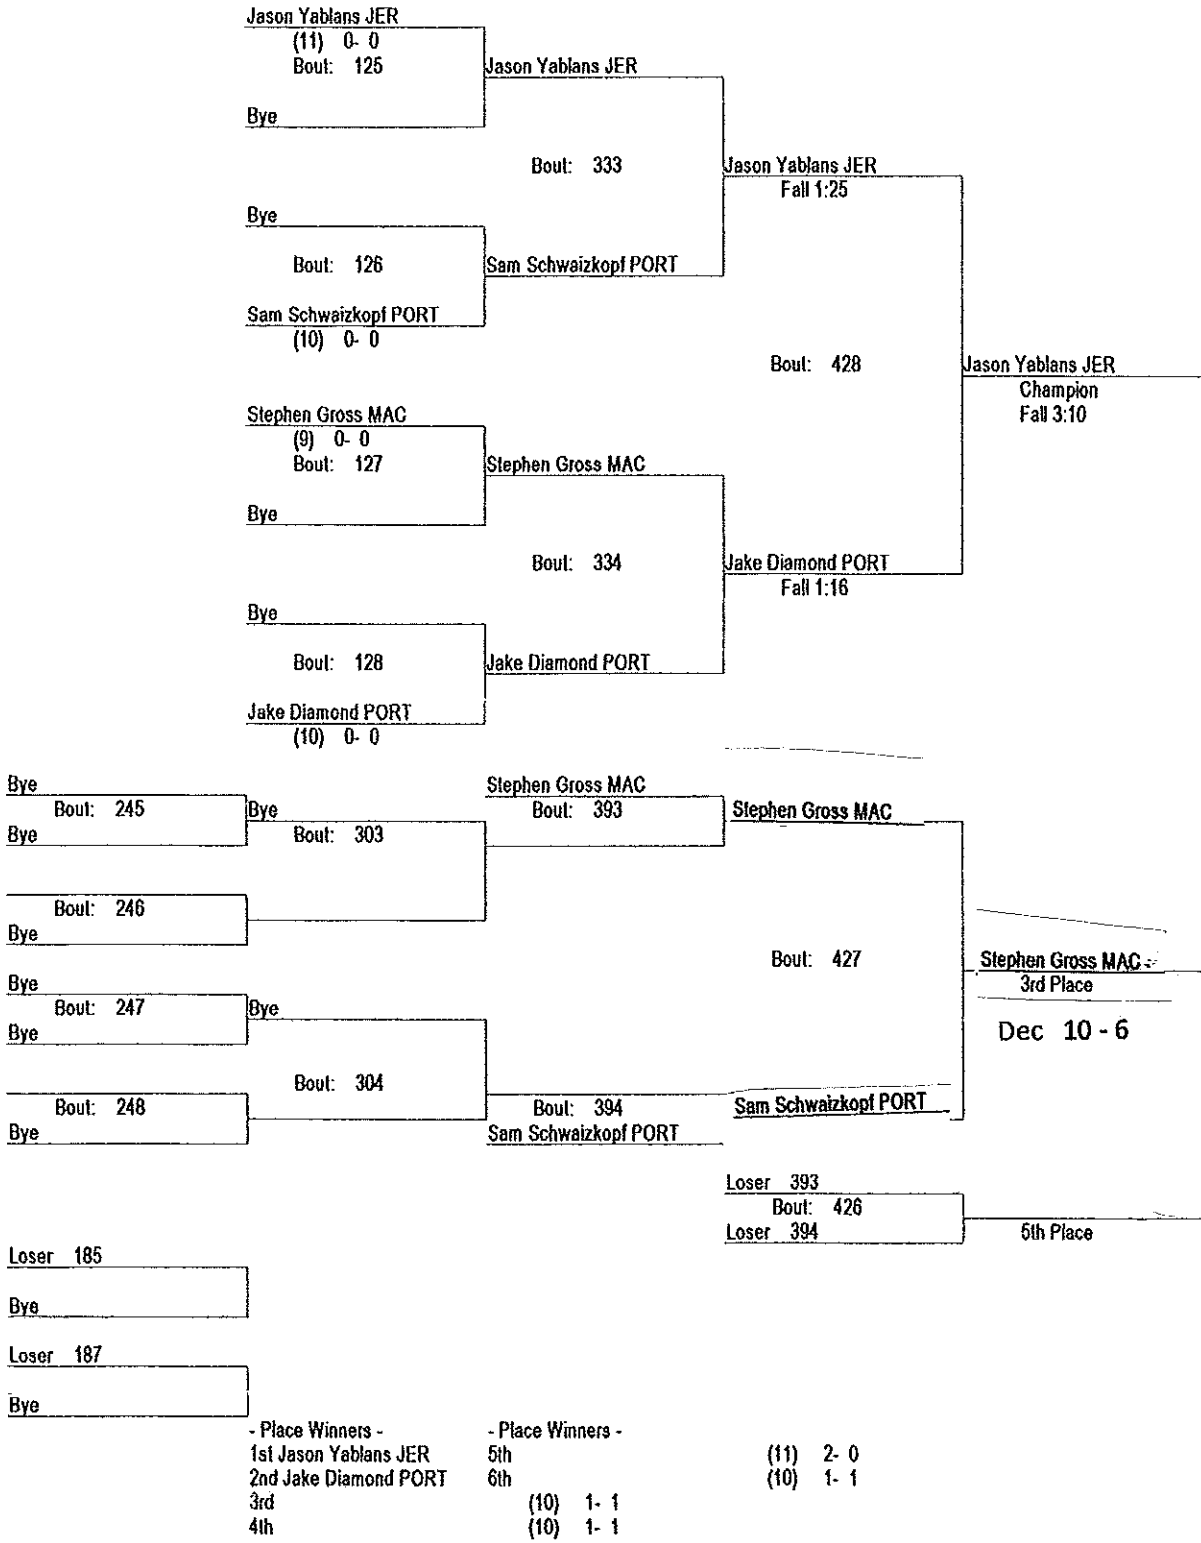 Jason Yablans JER
(11) 0- 0
Bout: 125
Jason Yablans JER
Bye
Bout: 333
Jason Yablans JER
Fall 1:25
Bye
Bout: 126
Sam Schwaizkopf PORT
Sam Schwaizkopf PORT
(10) 0- 0
Bout: 428
Jason Yablans JER
Champion
Fall 3:10
Stephen Gross MAC
(9) 0- 0
Bout: 127
Stephen Gross MAC
Bye
Bout: 334
Jake Diamond PORT
Fall 1:16
Bye
Bout: 128
Jake Diamond PORT
Jake Diamond PORT
(10) 0- 0
Bye
Bout: 245
Bye
Bye
Bout: 303
Stephen Gross MAC
Bout: 393
Stephen Gross MAC
Bout: 246
Bye
Bout: 427
Stephen Gross MAC
3rd Place
Dec 10 - 6
Bye
Bout: 247
Bye
Bye
Bout: 304
Bout: 248
Bye
Bout: 394
Sam Schwaizkopf PORT
Sam Schwaizkopf PORT
Loser 393
Bout: 426
Loser 394
5th Place
Loser 185
Bye
Loser 187
Bye
- Place Winners - - Place Winners -
1st Jason Yablans JER 5th (11) 2- 0
2nd Jake Diamond PORT 6th (10) 1- 1
3rd (10) 1- 1
4th (10) 1- 1